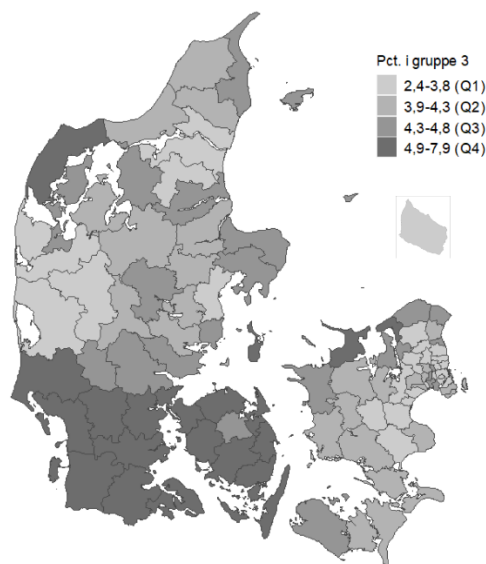 Pct. i gruppe 3
2,4-3,8 (Q1)
3,9-4,3 (Q2)
4,3-4,8 (Q3)
4,9-7,9 (Q4)